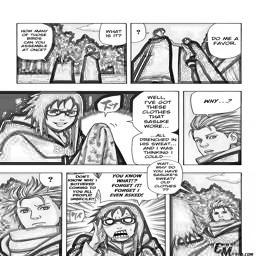 HOW MANY
OF THOSE
BIRDS
CAN YOU
ASSEMBLE
AT ONCE?
WHAT
IS IT?
?
DO ME A
FAVOR.
WELL,
I'VE GOT
THESE
CLOTHES
THAT
SASUKE
WORE...
...ALL
DRENCHED IN
HIS SWEAT...
AND I WAS
THINKING I
COULD......
WHY...?
?
DON'T
KNOW WHY I
BOTHERED
COMING TO
YOU ALL
PEOPLE
YOU KNOW
WHAT?
FORGET IT!
FORGET I
EVEN ASKED!
WAIT
WHY DO
YOU HAVE
SASUKE'S
SWEATY
OLD
CLOTHES
?